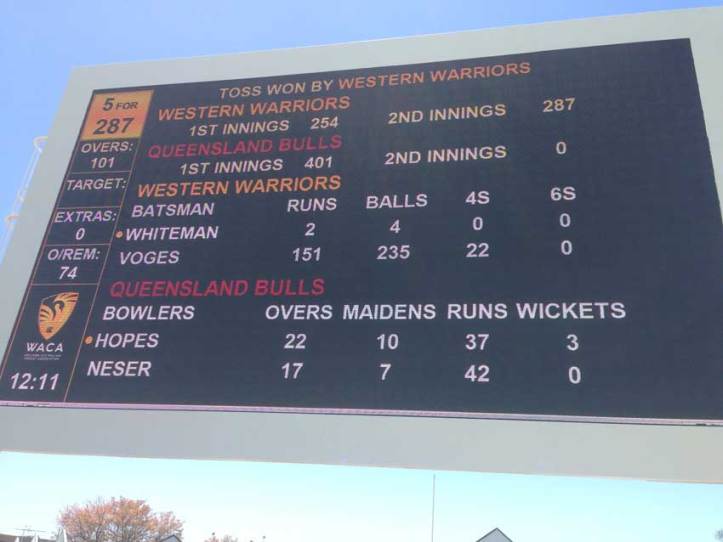 TOSS WON BY WESTERN WARRIORS
5 FOR
287
WESTERN WARRIORS
1ST INNINGS 254 2ND INNINGS 287
OVERS:
101
QUEENSLAND BULLS
1ST INNINGS 401 2ND INNINGS 0
TARGET:
WESTERN WARRIORS
EXTRAS:
0
BATSMAN RUNS BALLS 4S 6S
WHITEMAN 2 4 0 0
O/REM:
74
VOGES 151 235 22 0
QUEENSLAND BULLS
BOWLERS OVERS MAIDENS RUNS WICKETS
HOPES 22 10 37 3
NESER 17 7 42 0
WACA
12:11